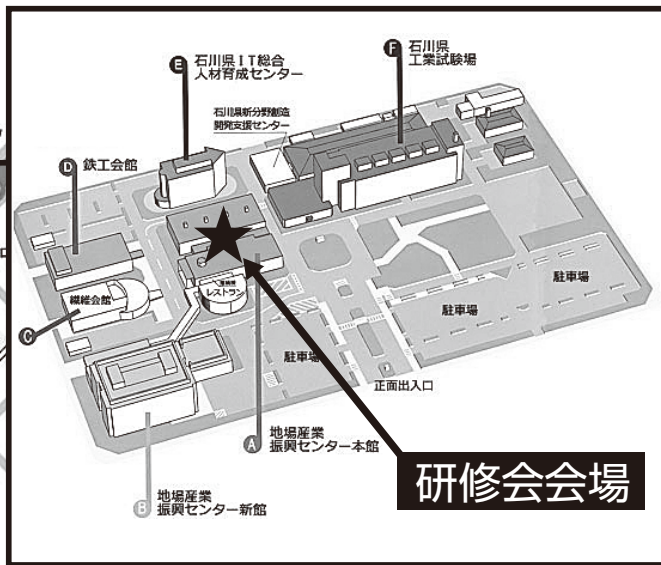 E 石川県IT総合
人材育成センター
F 石川県
工業試験場
石川県新分野創造
開発支援センター
D 鉄工会館
レストラン
繊維会館
C
駐車場
駐車場
駐車場
正面出入口
A 地場産業
振興センター本館
研修会会場
B 地場産業
振興センター新館